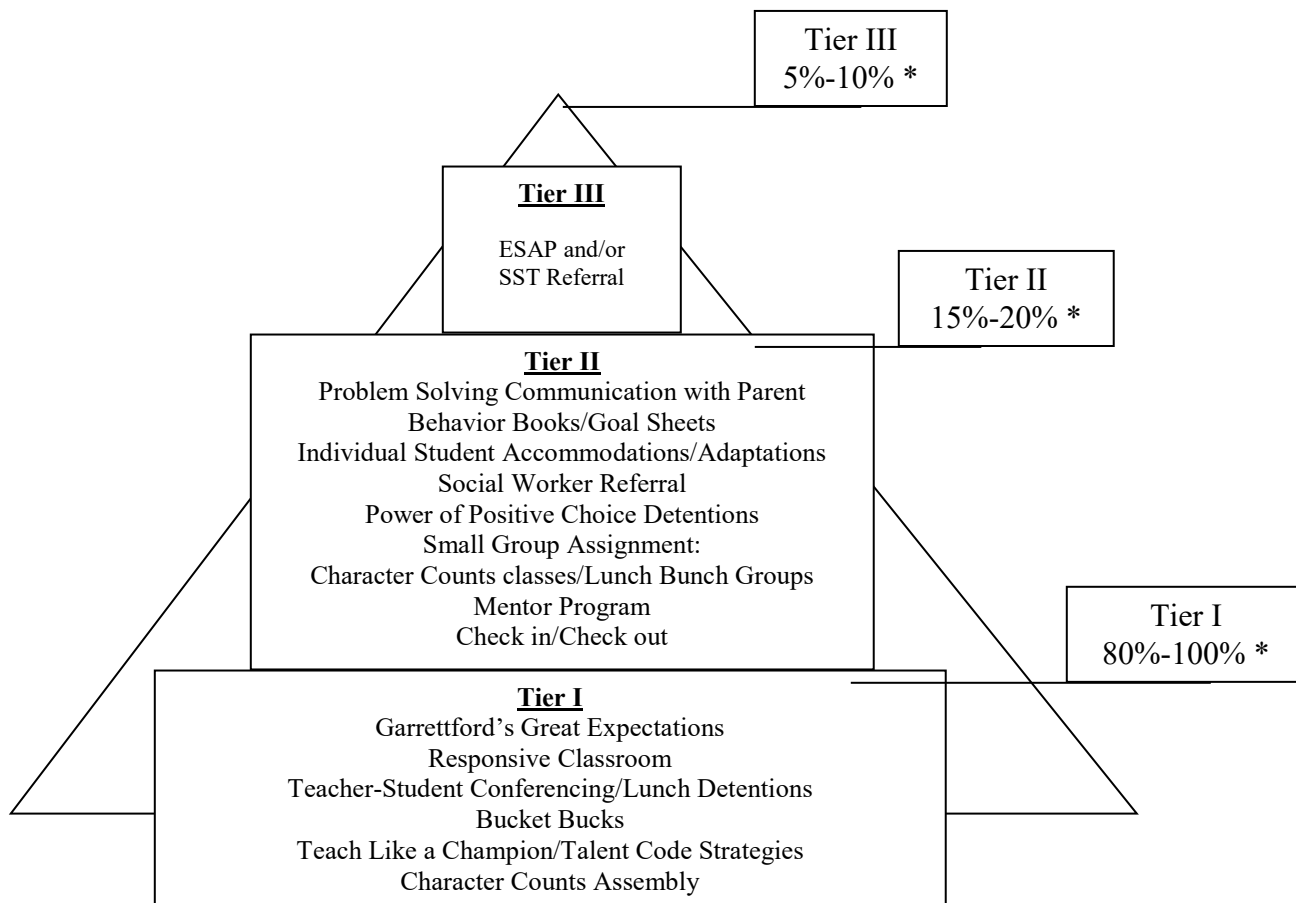 Tier III
5%-10% *
Tier III
ESAP and/or
SST Referral
Tier II
15%-20% *
Tier II
Problem Solving Communication with Parent
Behavior Books/Goal Sheets
Individual Student Accommodations/Adaptations
Social Worker Referral
Power of Positive Choice Detentions
Small Group Assignment:
Character Counts classes/Lunch Bunch Groups
Mentor Program
Check in/Check out
Tier I
80%-100% *
Tier I
Garrettford’s Great Expectations
Responsive Classroom
Teacher-Student Conferencing/Lunch Detentions
Bucket Bucks
Teach Like a Champion/Talent Code Strategies
Character Counts Assembly